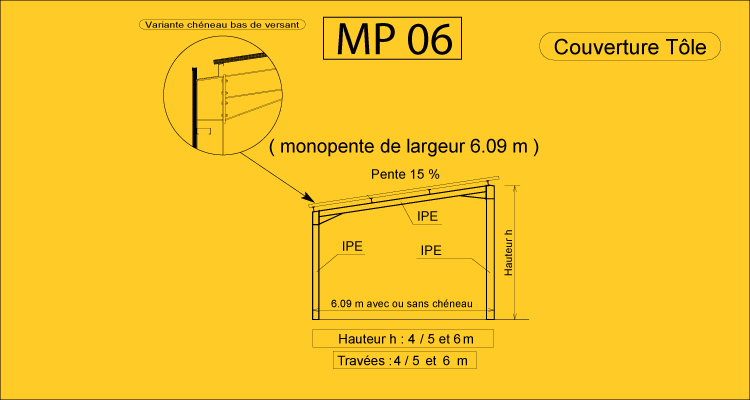 Variante chéneau bas de versant
MP 06
Couverture Tôle
( monopente de largeur 6.09 m )
Pente 15 %
IPE
IPE
IPE
Hauteur h
6.09 m avec ou sans chéneau
Hauteur h : 4 / 5 et 6 m
Travées : 4 / 5 et 6 m